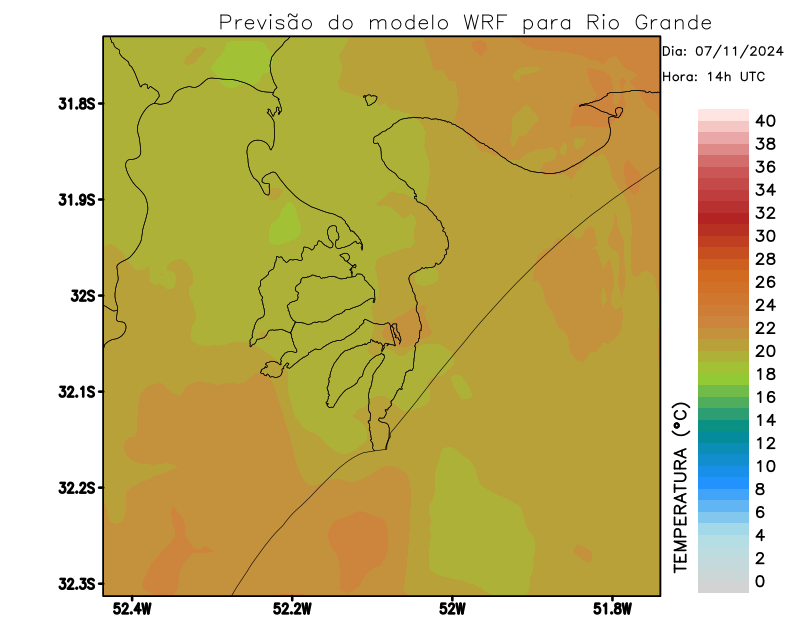 Previsão do modelo WRF para Rio Grande
Dia: 07/11/2024
Hora: 14h UTC
31.8S
31.9S
32S
32.1S
32.2S
32.3S
52.4W
52.2W
52W
51.8W
TEMPERATURA (°C)
40
38
36
34
32
30
28
26
24
22
20
18
16
14
12
10
8
6
4
2
0